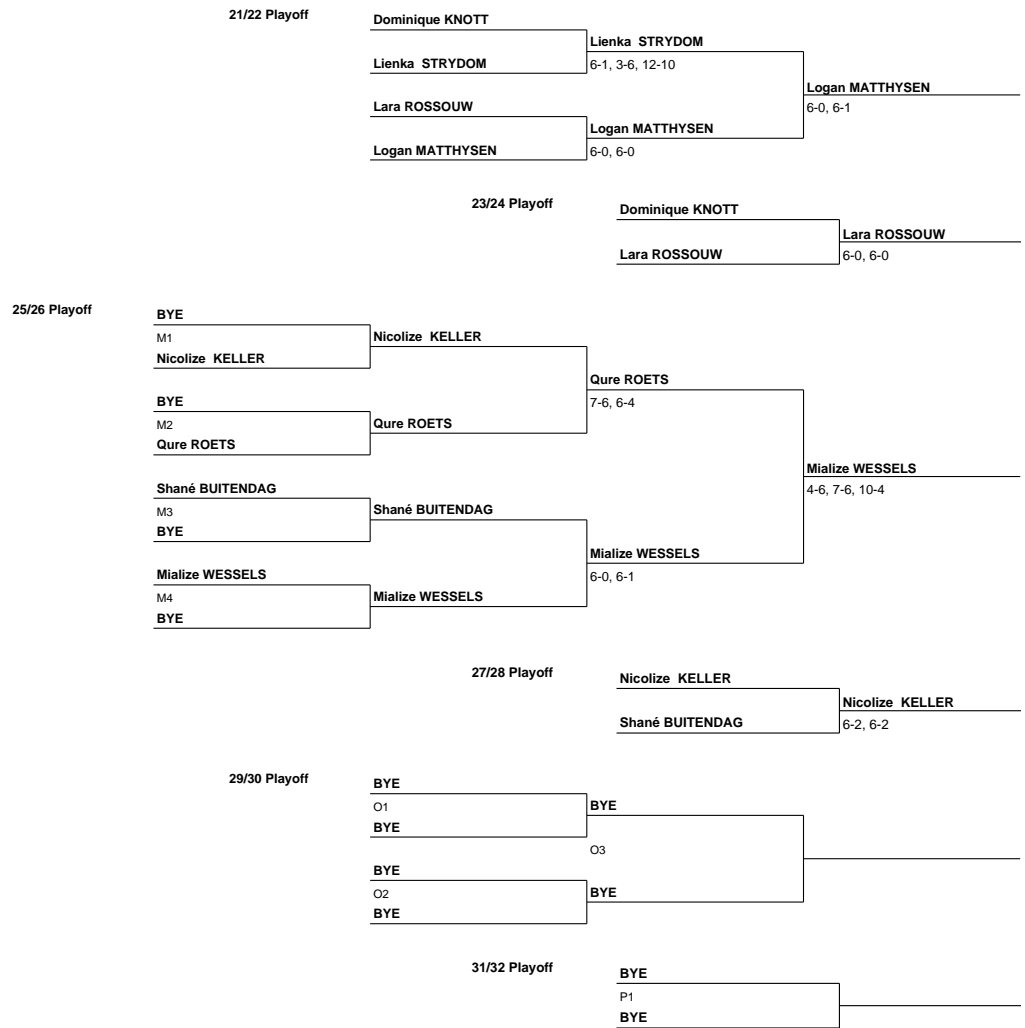 21/22 Playoff
Dominique KNOTT
Lienka STRYDOM
Lienka STRYDOM
6-1, 3-6, 12-10
Logan MATTHYSEN
6-0, 6-1
Lara ROSSOUW
Logan MATTHYSEN
Logan MATTHYSEN
6-0, 6-0
23/24 Playoff
Dominique KNOTT
Lara ROSSOUW
Lara ROSSOUW
6-0, 6-0
25/26 Playoff
BYE
M1
Nicolize KELLER
Nicolize KELLER
Qure ROETS
7-6, 6-4
BYE
M2
Qure ROETS
Qure ROETS
Mialize WESSELS
4-6, 7-6, 10-4
Shané BUITENDAG
M3
Shané BUITENDAG
BYE
Mialize WESSELS
6-0, 6-1
Mialize WESSELS
M4
Mialize WESSELS
BYE
27/28 Playoff
Nicolize KELLER
Nicolize KELLER
Shané BUITENDAG
6-2, 6-2
29/30 Playoff
BYE
O1
BYE
BYE
O3
BYE
O2
BYE
BYE
31/32 Playoff
BYE
P1
BYE